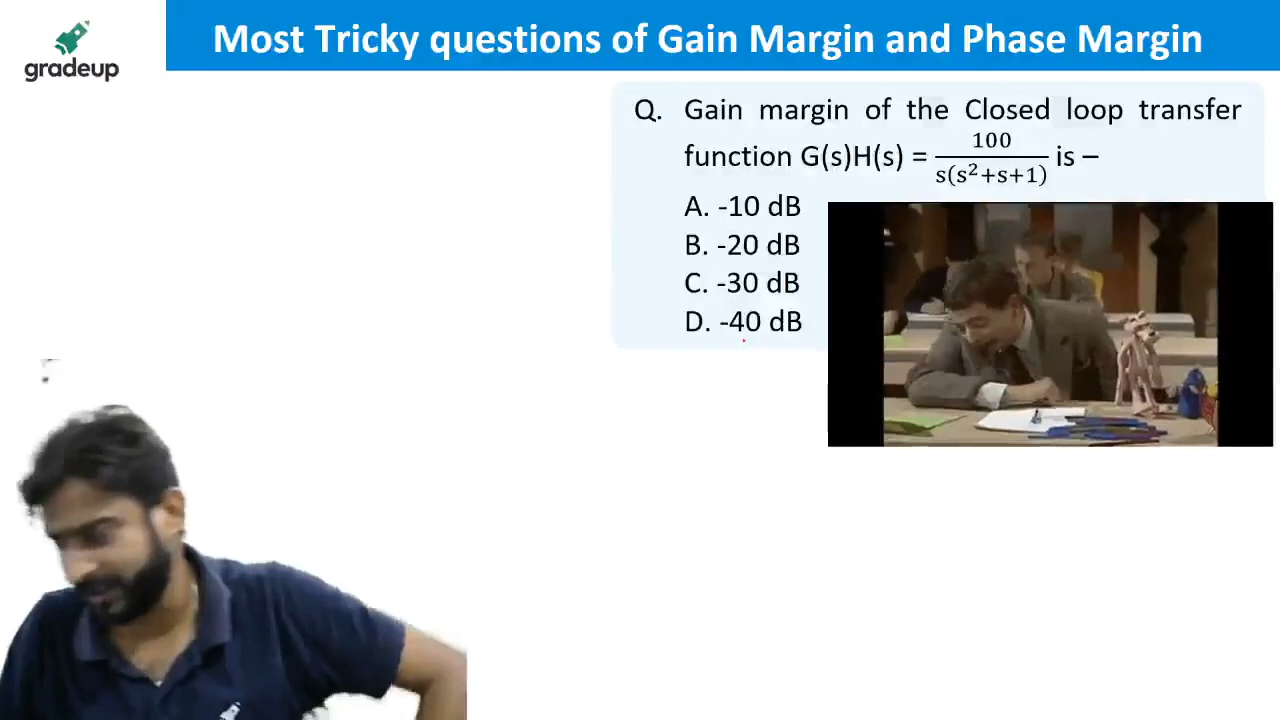 gradeup
Most Tricky questions of Gain Margin and Phase Margin
Q. Gain margin of the Closed loop transfer
function G(s)H(s) = 100/s(s²+s+1) is –
A. -10 dB
B. -20 dB
C. -30 dB
D. -40 dB